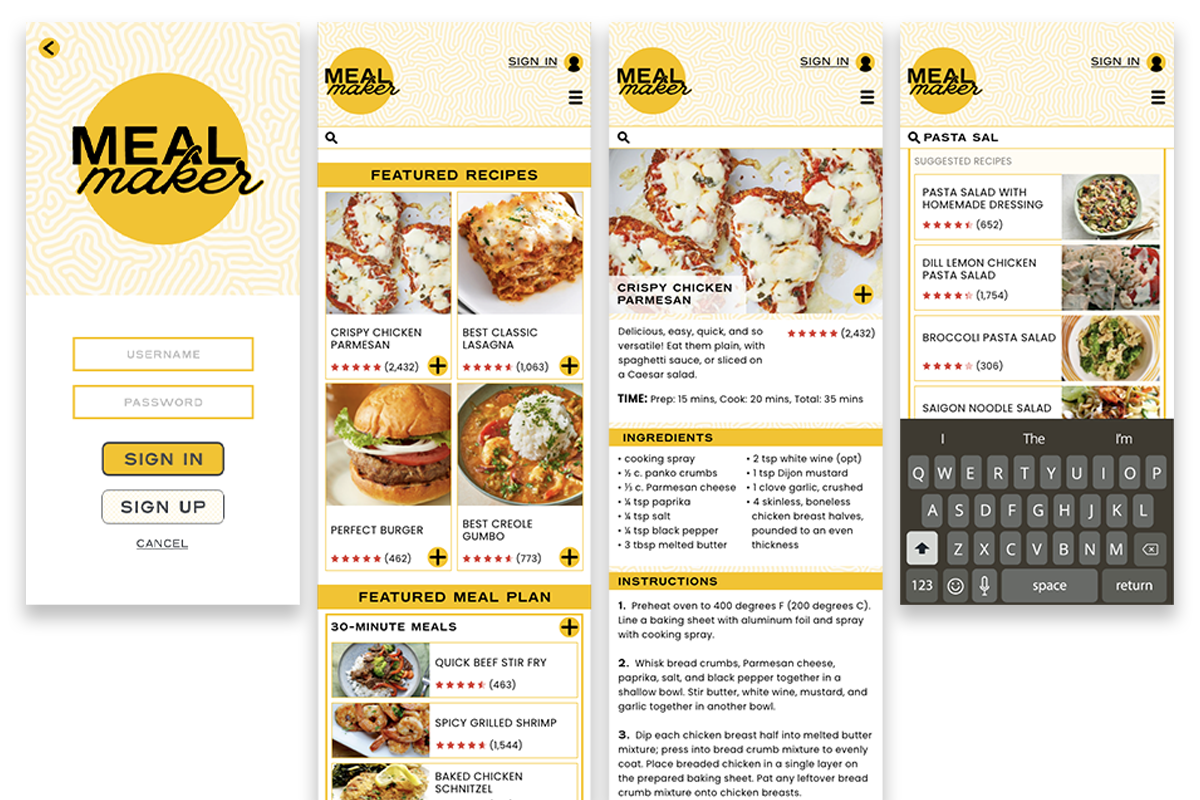 MEAL
maker
USERNAME
PASSWORD
SIGN IN
SIGN UP
CANCEL
MEAL
maker
SIGN IN
FEATURED RECIPES
CRISPY CHICKEN
PARMESAN
(2,432)
BEST CLASSIC
LASAGNA
(1,063)
PERFECT BURGER
(462)
BEST CREOLE
GUMBO
(773)
FEATURED MEAL PLAN
30-MINUTE MEALS
QUICK BEEF STIR FRY
(463)
SPICY GRILLED SHRIMP
(1,544)
BAKED CHICKEN
SCHNITZEL
MEAL
maker
SIGN IN
CRISPY CHICKEN
PARMESAN
Delicious, easy, quick, and so
versatile! Eat them plain, with
spaghetti sauce, or sliced on
a Caesar salad.
(2,432)
TIME: Prep: 15 mins, Cook: 20 mins, Total: 35 mins
INGREDIENTS
• cooking spray
• ½ c. panko crumbs
• ⅓ c. Parmesan cheese
• ¼ tsp paprika
• ¼ tsp salt
• ¼ tsp black pepper
• 3 tbsp melted butter
• 2 tsp white wine (opt)
• 1 tsp Dijon mustard
• 1 clove garlic, crushed
• 4 skinless, boneless
chicken breast halves,
pounded to an even
thickness
INSTRUCTIONS
1. Preheat oven to 400 degrees F (200 degrees C).
Line a baking sheet with aluminum foil and spray
with cooking spray.
2. Whisk bread crumbs, Parmesan cheese,
paprika, salt, and black pepper together in a
shallow bowl. Stir butter, white wine, mustard, and
garlic together in another bowl.
3. Dip each chicken breast half into melted butter
mixture; press into bread crumb mixture to evenly
coat. Place breaded chicken in a single layer on
the prepared baking sheet. Pat any leftover bread
crumb mixture onto chicken breasts.
MEAL
maker
SIGN IN
PASTA SAL
SUGGESTED RECIPES
PASTA SALAD WITH
HOMEMADE DRESSING
(652)
DILL LEMON CHICKEN
PASTA SALAD
(1,754)
BROCCOLI PASTA SALAD
(306)
SAIGON NOODLE SALAD
I The I'm
Q W E R T Y U I O P
A S D F G H J K L
Z X C V B N M
123 space return